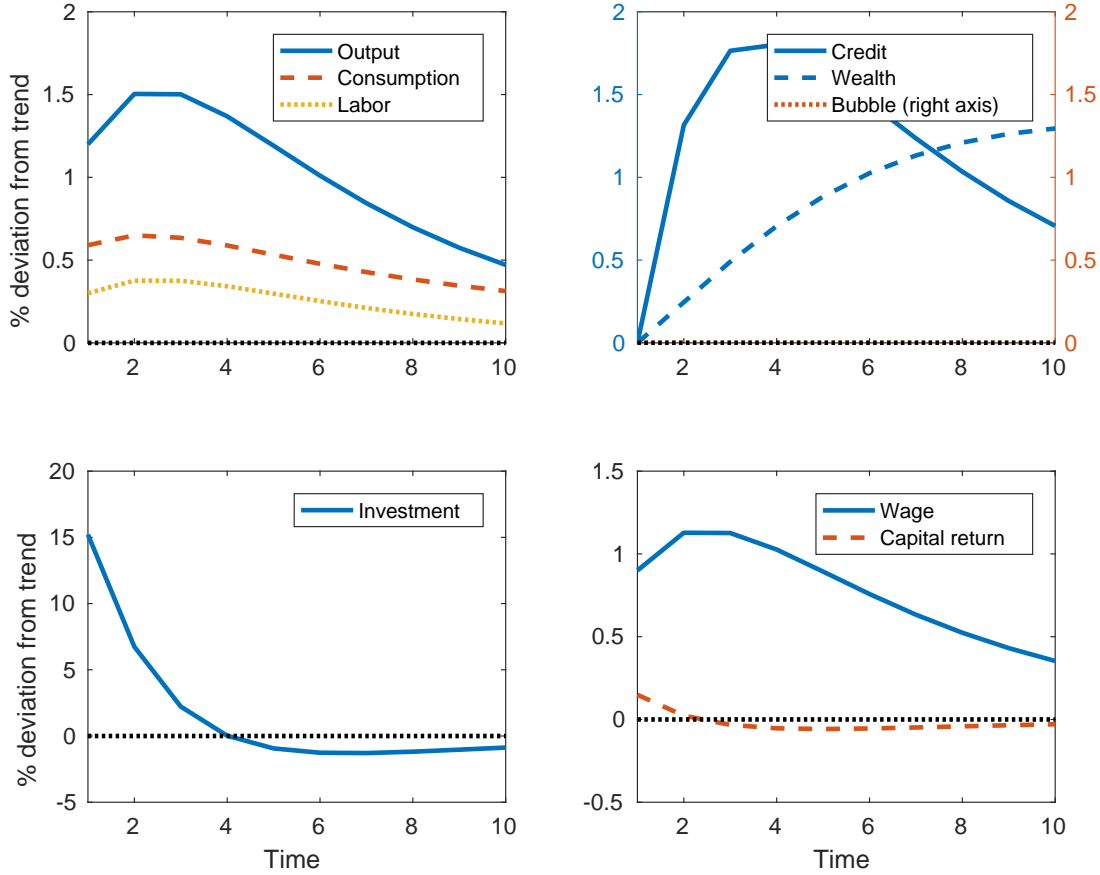 % deviation from trend
2
1.5
1
0.5
0
2 4 6 8 10
Output
Consumption
Labor
2
1.5
1
0.5
0
2 4 6 8 10
2
1.5
1
0.5
0
Credit
Wealth
Bubble (right axis)
% deviation from trend
20
15
10
5
0
-5
2 4 6 8 10
Time
Investment
1.5
1
0.5
0
-0.5
2 4 6 8 10
Time
Wage
Capital return